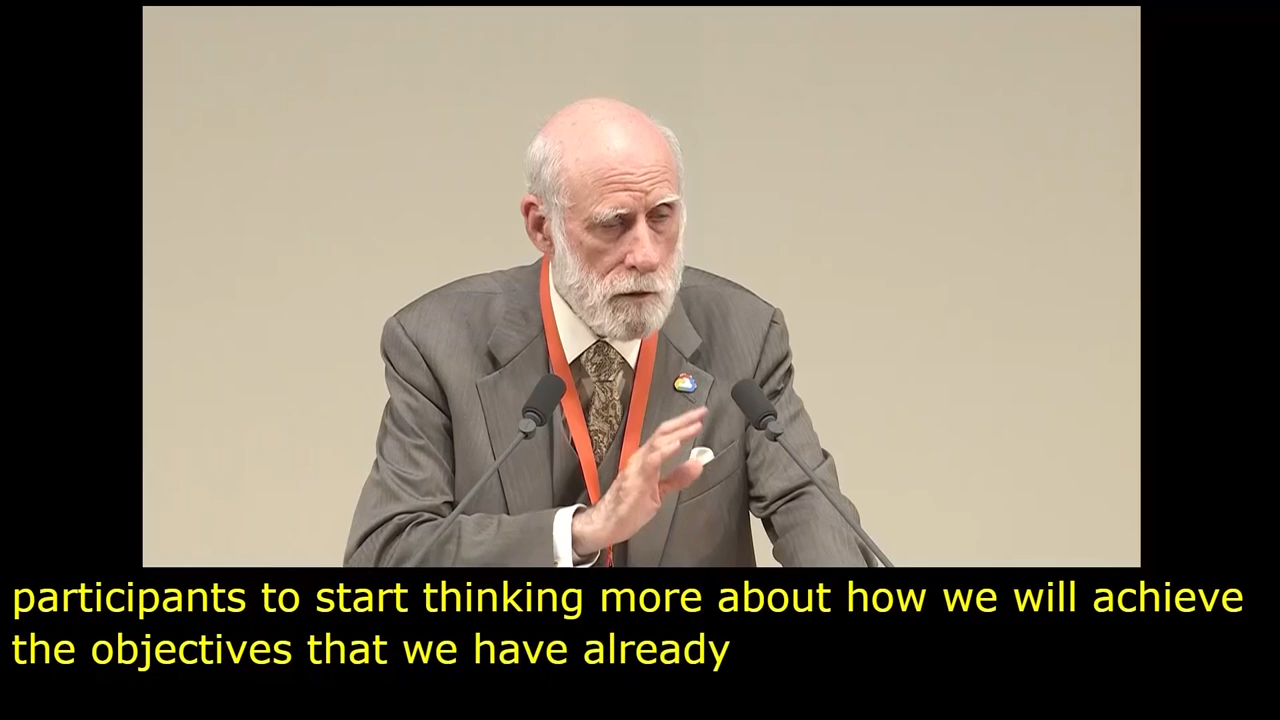 participants to start thinking more about how we will achieve
the objectives that we have already